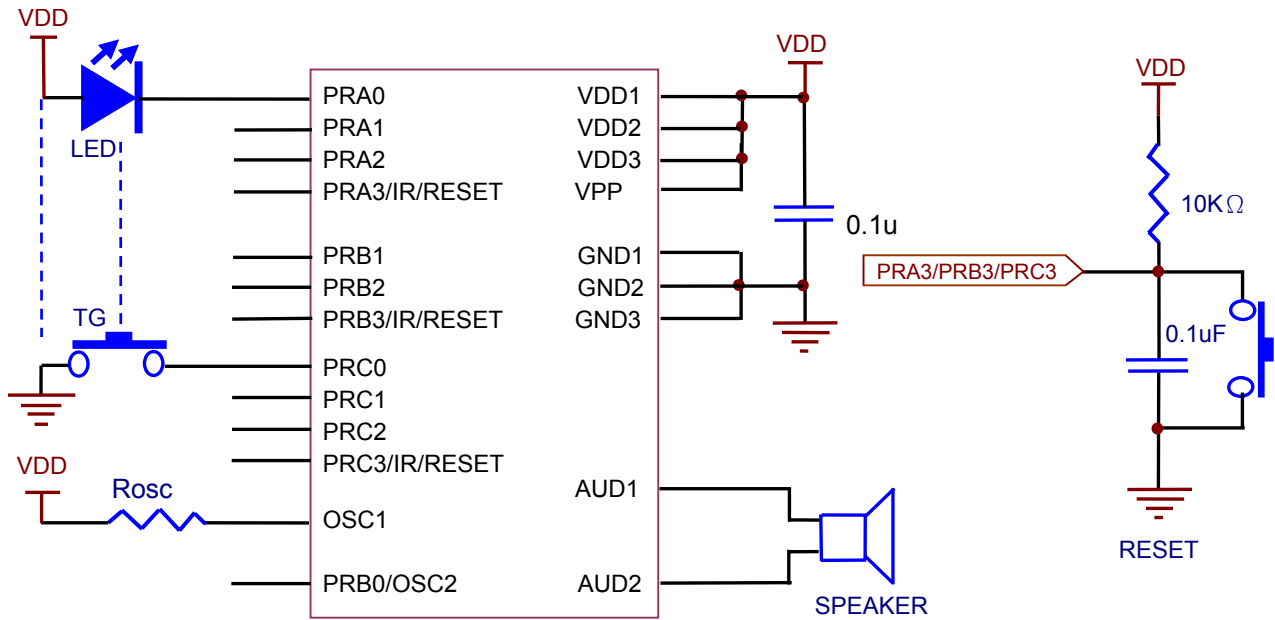 VDD
LED
TG
VDD
Rosc
PRA0
PRA1
PRA2
PRA3/IR/RESET
PRB1
PRB2
PRB3/IR/RESET
PRC0
PRC1
PRC2
PRC3/IR/RESET
OSC1
PRB0/OSC2
VDD1
VDD2
VDD3
VPP
GND1
GND2
GND3
AUD1
AUD2
VDD
0.1u
SPEAKER
VDD
10KΩ
PRA3/PRB3/PRC3
0.1uF
RESET